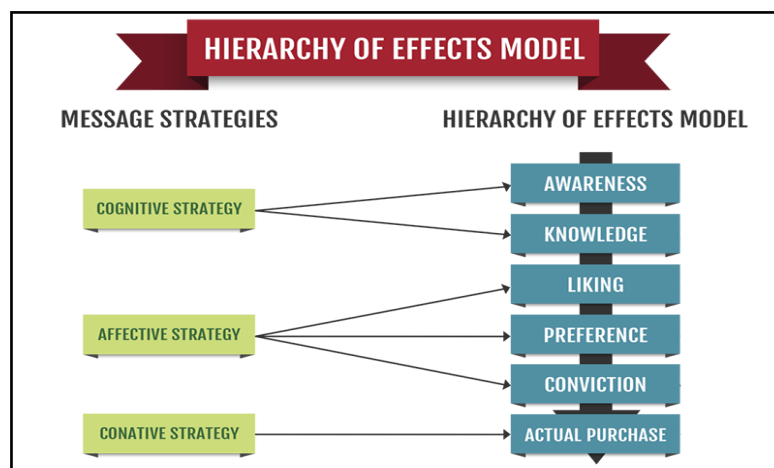 HIERARCHY OF EFFECTS MODEL
MESSAGE STRATEGIES
HIERARCHY OF EFFECTS MODEL
COGNITIVE STRATEGY
AWARENESS
KNOWLEDGE
AFFECTIVE STRATEGY
LIKING
PREFERENCE
CONVICTION
CONATIVE STRATEGY
ACTUAL PURCHASE